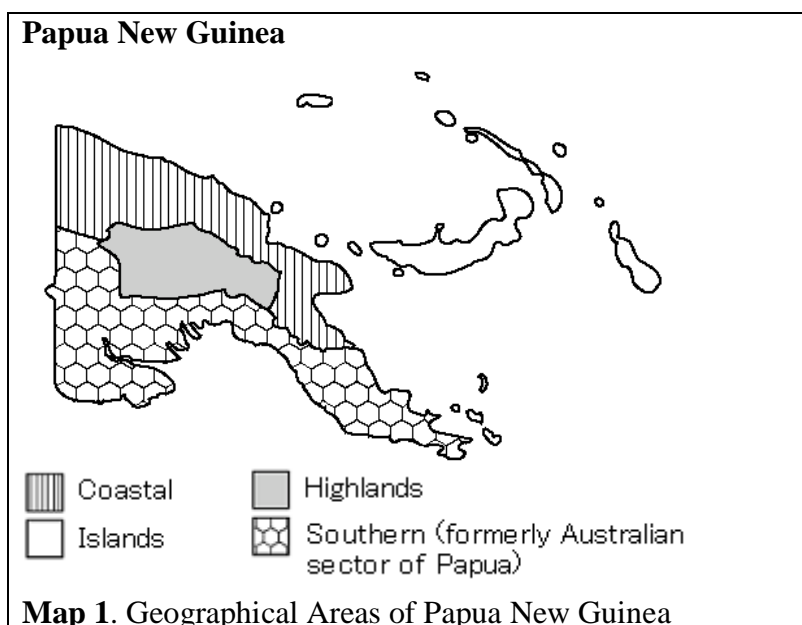 Papua New Guinea
Coastal
Highlands
Islands
Southern (formerly Australian
sector of Papua)
Map 1. Geographical Areas of Papua New Guinea